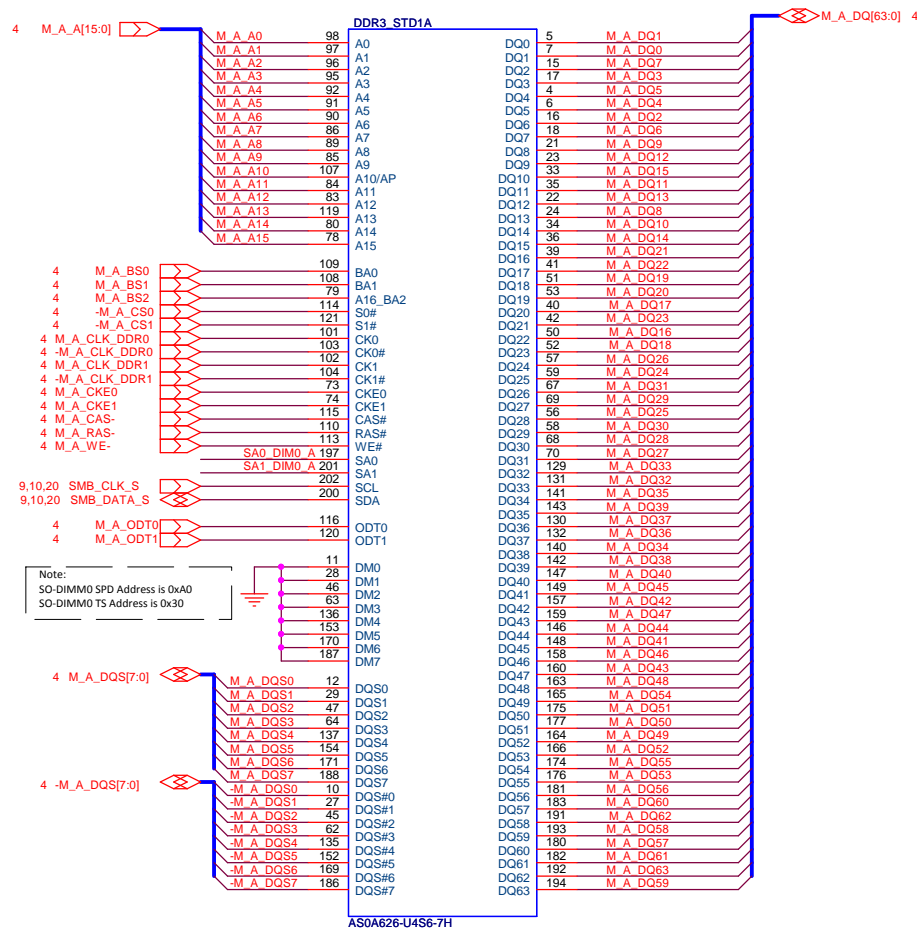 DDR3_STD1A
4 M_A_A[15:0]
M_A_A0 98 A0
M_A_A1 97 A1
M_A_A2 96 A2
M_A_A3 95 A3
M_A_A4 92 A4
M_A_A5 91 A5
M_A_A6 90 A6
M_A_A7 86 A7
M_A_A8 89 A8
M_A_A9 85 A9
M_A_A10 107 A10/AP
M_A_A11 84 A11
M_A_A12 83 A12
M_A_A13 119 A13
M_A_A14 80 A14
M_A_A15 78 A15
4 M_A_BS0 109 BA0
4 M_A_BS1 108 BA1
4 M_A_BS2 79 A16_BA2
4 -M_A_CS0 114 S0#
4 -M_A_CS1 121 S1#
4 M_A_CLK_DDR0 101 CK0
4 -M_A_CLK_DDR0 103 CK0#
4 M_A_CLK_DDR1 102 CK1
4 -M_A_CLK_DDR1 104 CK1#
4 M_A_CKE0 73 CKE0
4 M_A_CKE1 74 CKE1
4 M_A_CAS- 115 CAS#
4 M_A_RAS- 110 RAS#
4 M_A_WE- 113 WE#
SA0_DIM0_A 197 SA0
SA1_DIM0_A 201 SA1
9,10,20 SMB_CLK_S 202 SCL
9,10,20 SMB_DATA_S 200 SDA
4 M_A_ODT0 116 ODT0
4 M_A_ODT1 120 ODT1
11 DM0
28 DM1
46 DM2
63 DM3
136 DM4
153 DM5
170 DM6
187 DM7
Note:
SO-DIMM0 SPD Address is 0xA0
SO-DIMM0 TS Address is 0x30
4 M_A_DQS[7:0]
M_A_DQS0 12 DQS0
M_A_DQS1 29 DQS1
M_A_DQS2 47 DQS2
M_A_DQS3 64 DQS3
M_A_DQS4 137 DQS4
M_A_DQS5 154 DQS5
M_A_DQS6 171 DQS6
M_A_DQS7 188 DQS7
4 -M_A_DQS[7:0]
-M_A_DQS0 10 DQS#0
-M_A_DQS1 27 DQS#1
-M_A_DQS2 45 DQS#2
-M_A_DQS3 62 DQS#3
-M_A_DQS4 135 DQS#4
-M_A_DQS5 152 DQS#5
-M_A_DQS6 169 DQS#6
-M_A_DQS7 186 DQS#7
M_A_DQ[63:0] 4
DQ0 5 M_A_DQ1
DQ1 7 M_A_DQ0
DQ2 15 M_A_DQ7
DQ3 17 M_A_DQ3
DQ4 4 M_A_DQ5
DQ5 6 M_A_DQ4
DQ6 16 M_A_DQ2
DQ7 18 M_A_DQ6
DQ8 21 M_A_DQ9
DQ9 23 M_A_DQ12
DQ10 33 M_A_DQ15
DQ11 35 M_A_DQ11
DQ12 22 M_A_DQ13
DQ13 24 M_A_DQ8
DQ14 34 M_A_DQ10
DQ15 36 M_A_DQ14
DQ16 39 M_A_DQ21
DQ17 41 M_A_DQ22
DQ18 51 M_A_DQ19
DQ19 53 M_A_DQ20
DQ20 40 M_A_DQ17
DQ21 42 M_A_DQ23
DQ22 50 M_A_DQ16
DQ23 52 M_A_DQ18
DQ24 57 M_A_DQ26
DQ25 59 M_A_DQ24
DQ26 67 M_A_DQ31
DQ27 69 M_A_DQ29
DQ28 56 M_A_DQ25
DQ29 58 M_A_DQ30
DQ30 68 M_A_DQ28
DQ31 70 M_A_DQ27
DQ32 129 M_A_DQ33
DQ33 131 M_A_DQ32
DQ34 141 M_A_DQ35
DQ35 143 M_A_DQ39
DQ36 130 M_A_DQ37
DQ37 132 M_A_DQ36
DQ38 140 M_A_DQ34
DQ39 142 M_A_DQ38
DQ40 147 M_A_DQ40
DQ41 149 M_A_DQ45
DQ42 157 M_A_DQ42
DQ43 159 M_A_DQ47
DQ44 146 M_A_DQ44
DQ45 148 M_A_DQ41
DQ46 158 M_A_DQ46
DQ47 160 M_A_DQ43
DQ48 163 M_A_DQ48
DQ49 165 M_A_DQ54
DQ50 175 M_A_DQ51
DQ51 177 M_A_DQ50
DQ52 164 M_A_DQ49
DQ53 166 M_A_DQ52
DQ54 174 M_A_DQ55
DQ55 176 M_A_DQ53
DQ56 181 M_A_DQ56
DQ57 183 M_A_DQ60
DQ58 191 M_A_DQ62
DQ59 193 M_A_DQ58
DQ60 180 M_A_DQ57
DQ61 182 M_A_DQ61
DQ62 192 M_A_DQ63
DQ63 194 M_A_DQ59
AS0A626-U4S6-7H